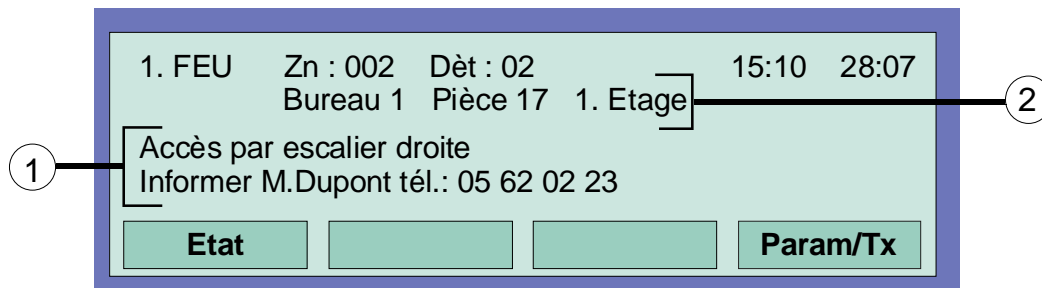 1. FEU Zn : 002 Dèt : 02 15:10 28:07
Bureau 1 Pièce 17 1. Etage
2
Accès par escalier droite
1
Informer M.Dupont tél.: 05 62 02 23
Etat Param/Tx